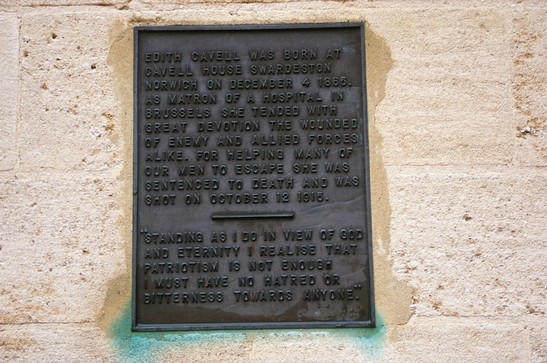 EDITH CAVELL WAS BORN AT
CAVELL HOUSE SWARDESTON
NORWICH ON DECEMBER 4 1865.
AS MATRON OF A HOSPITAL IN
BRUSSELS SHE TENDED WITH
GREAT DEVOTION THE WOUNDED
OF ENEMY AND ALLIED FORCES
ALIKE. FOR HELPING MANY OF
OUR MEN TO ESCAPE SHE WAS
SENTENCED TO DEATH AND WAS
SHOT ON OCTOBER 12 1915.
"STANDING AS I DO IN VIEW OF GOD
AND ETERNITY I REALISE THAT
PATRIOTISM IS NOT ENOUGH
I MUST HAVE NO HATRED OR
BITTERNESS TOWARDS ANYONE."